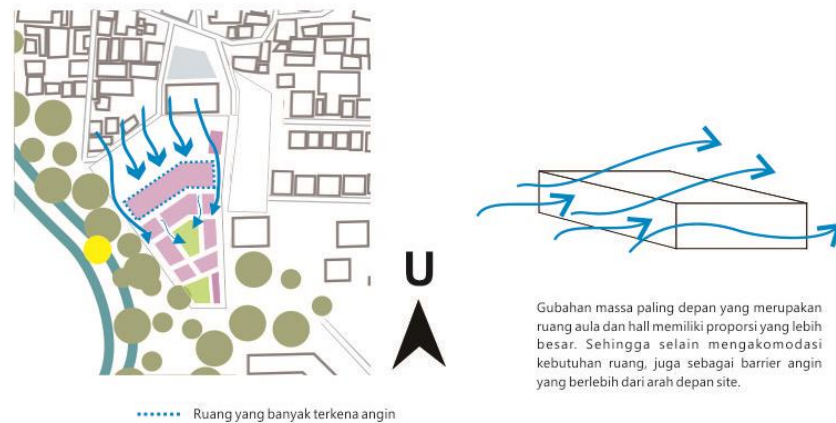 U
Gubahan massa paling depan yang merupakan
ruang aula dan hall memiliki proporsi yang lebih
besar. Sehingga selain mengakomodasi
kebutuhan ruang, juga sebagai barrier angin
yang berlebih dari arah depan site.
Ruang yang banyak terkena angin